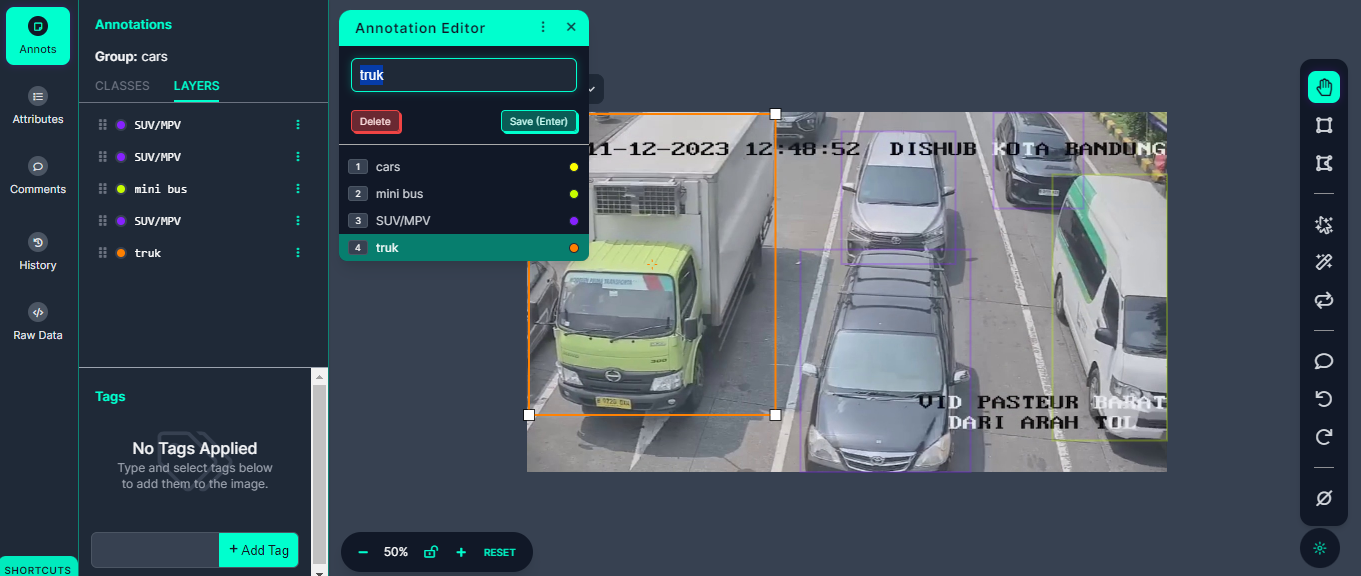 Annots
Attributes
Comments
History
Raw Data
SHORTCUTS
Annotations
Group: cars
CLASSES LAYERS
SUV/MPV
SUV/MPV
mini bus
SUV/MPV
truk
Tags
No Tags Applied
Type and select tags below
to add them to the image.
+ Add Tag
Annotation Editor
truk
Delete Save (Enter)
1 cars
2 mini bus
3 SUV/MPV
4 truk
11-12-2023 12:48:52 DISHUB KOTA BANDUNG
VID PASTEUR BARAT
DARI ARAH TOL
50% RESET